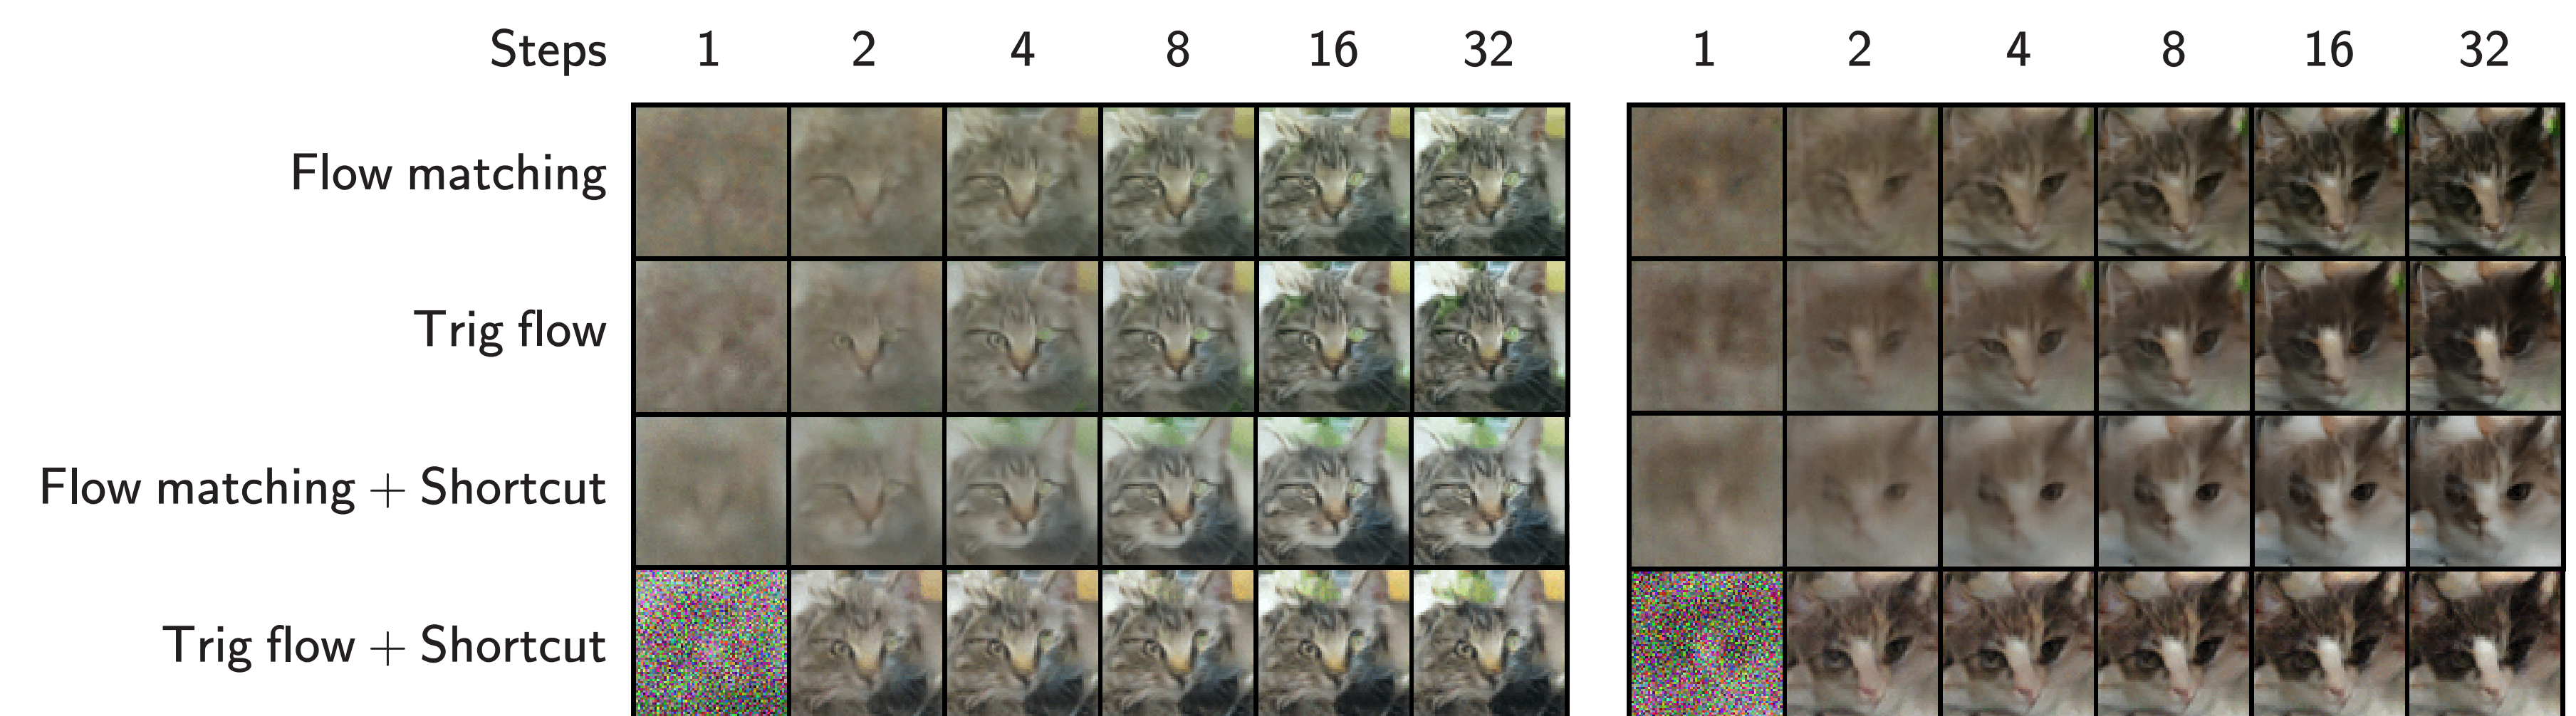 Steps 1 2 4 8 16 32 1 2 4 8 16 32
Flow matching
Trig flow
Flow matching + Shortcut
Trig flow + Shortcut